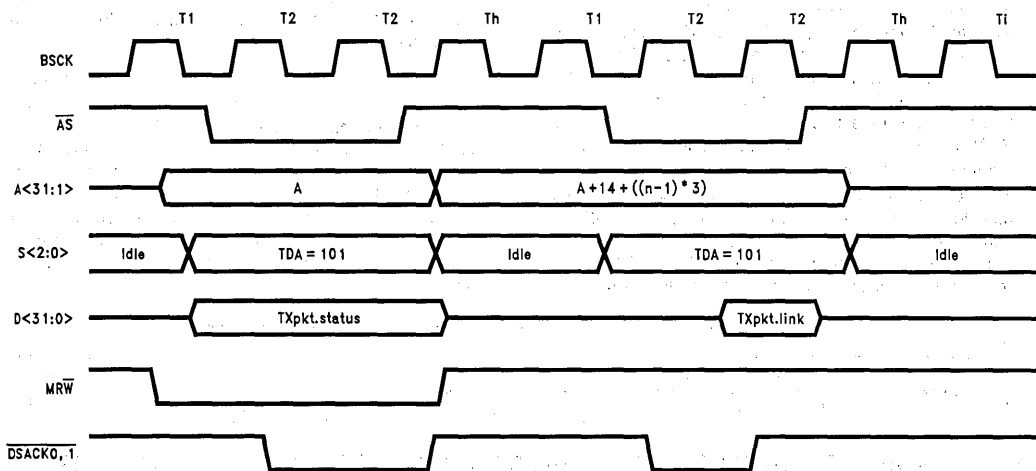 T1 T2 T2 Th T1 T2 T2 Th Ti
BSCK
AS
A<31:1> A A+14+((n-1)*3)
S<2:0> Idle TDA = 101 Idle TDA = 101 Idle
D<31:0> TXpkt.status TXpkt.link
MRW
DSACK0, 1